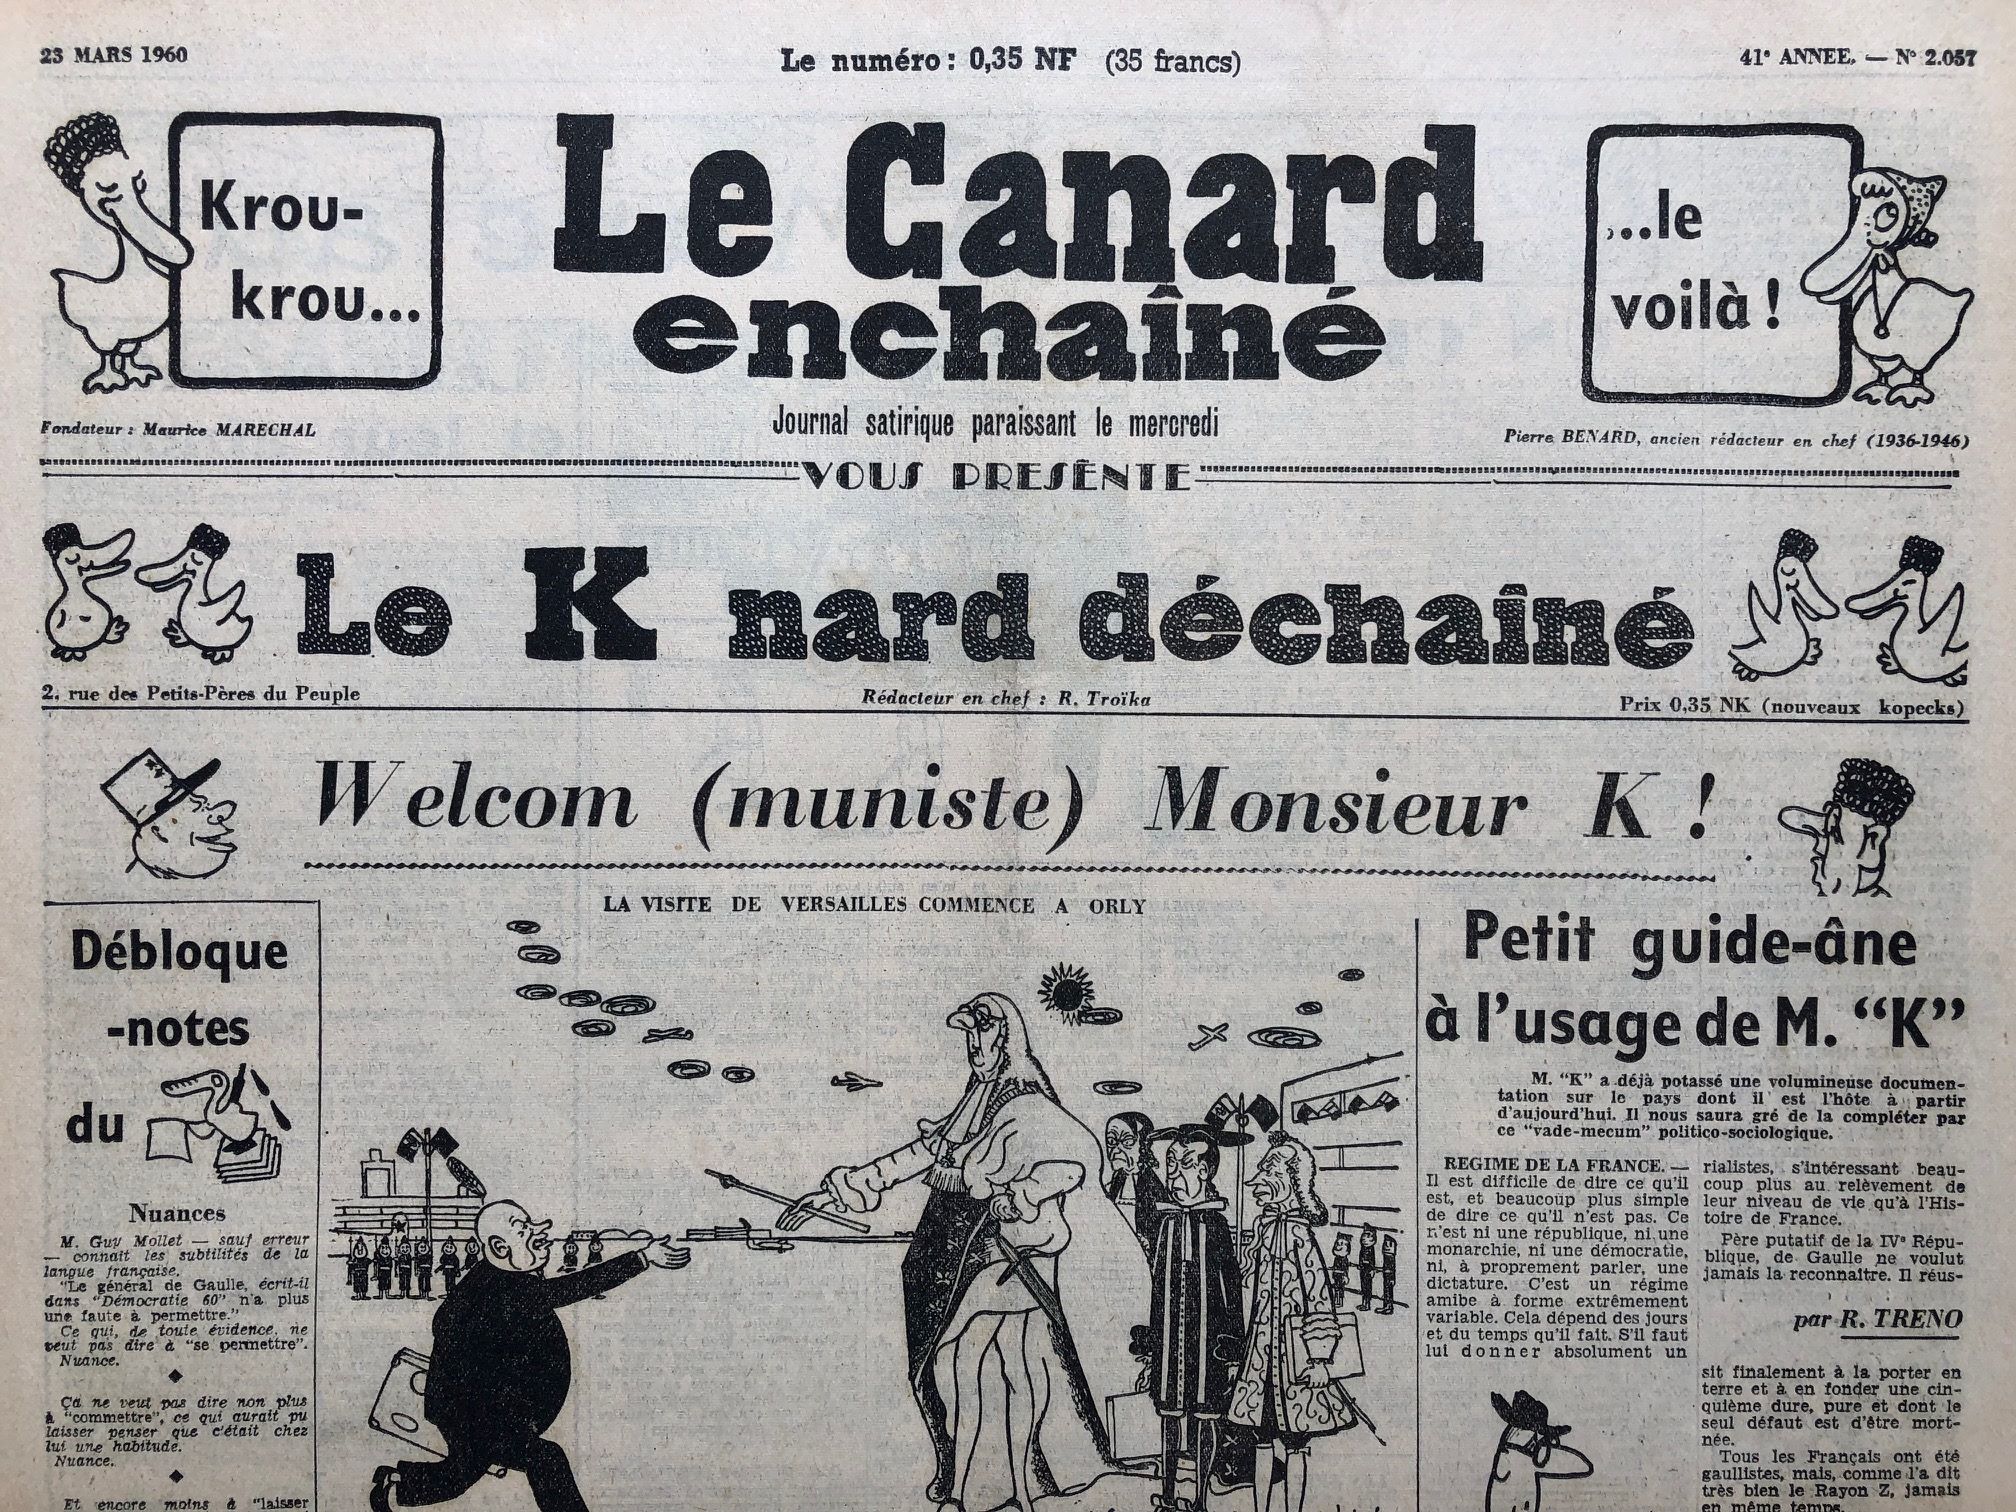 23 MARS 1960
Le numéro : 0,35 NF (35 francs)
41e ANNEE. — N° 2.057
Krou-
krou...
Le Canard
enchaîné
...le
voilà !
Fondateur : Maurice MARECHAL
Journal satirique paraissant le mercredi
Pierre BENARD, ancien rédacteur en chef (1936-1946)
VOUS PRESENTE
Le K nard déchaîné
2. rue des Petits-Pères du Peuple
Rédacteur en chef : R. Troïka
Prix 0,35 NK (nouveaux kopecks)
Welcom (muniste) Monsieur K !
Débloque
-notes
du
Nuances
M. Guy Mollet — sauf erreur
— connaît les subtilités de la
langue française.
"Le général de Gaulle, écrit-il
dans "Démocratie 60" n'a plus
une faute à permettre."
Ce qui, de toute évidence, ne
veut pas dire à "se permettre".
Nuance.
Ça ne veut pas dire non plus
à "commettre", ce qui aurait pu
laisser penser que c'était chez
lui une habitude.
Nuance.
Et encore moins à "laisser
LA VISITE DE VERSAILLES COMMENCE A ORLY
Petit guide-âne
à l'usage de M. "K"
M. "K" a déjà potassé une volumineuse documen-
tation sur le pays dont il est l'hôte à partir
d'aujourd'hui. Il nous saura gré de la compléter par
ce "vade-mecum" politico-sociologique.
REGIME DE LA FRANCE. —
Il est difficile de dire ce qu'il
est, et beaucoup plus simple
de dire ce qu'il n'est pas. Ce
n'est ni une république, ni une
monarchie, ni une démocratie,
ni, à proprement parler, une
dictature. C'est un régime
amibe à forme extrêmement
variable. Cela dépend des jours
et du temps qu'il fait. S'il faut
lui donner absolument un
rialistes, s'intéressant beau-
coup plus au relèvement de
leur niveau de vie qu'à l'His-
toire de France.
Père putatif de la IVe Répu-
blique, de Gaulle ne voulut
jamais la reconnaître. Il réus-
par R. TRENO
sit finalement à la porter en
terre et à en fonder une cin-
quième dure, pure et dont le
seul défaut est d'être mort-
née.
Tous les Français ont été
gaullistes, mais, comme l'a dit
très bien le Rayon Z, jamais
en même temps.